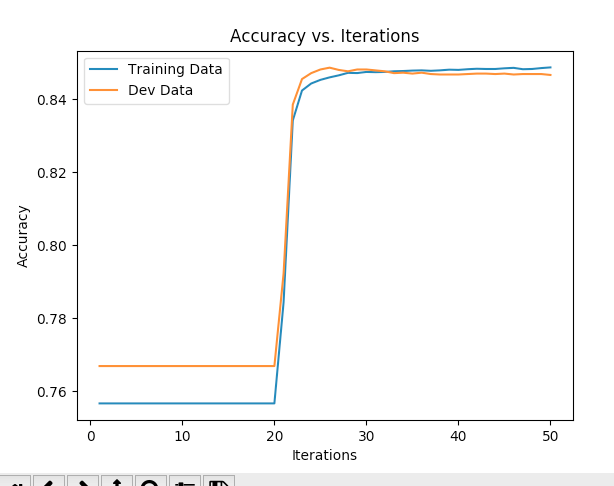 Accuracy vs. Iterations
Training Data
Dev Data
0.84
0.82
0.80
0.78
0.76
Accuracy
0
10
20
30
40
50
Iterations